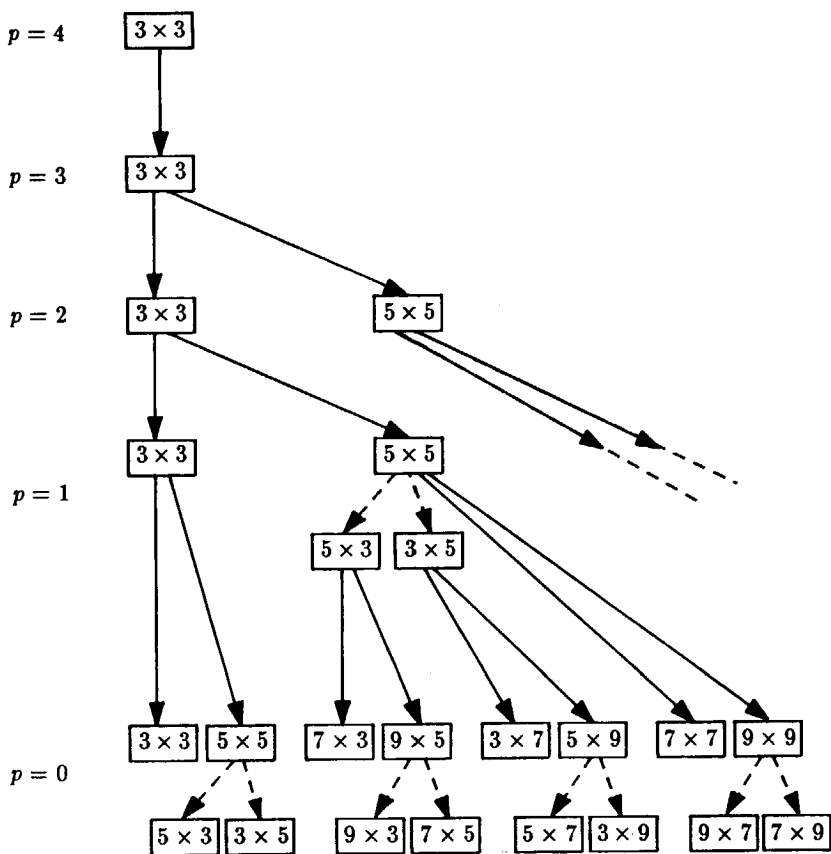 p = 4 3 × 3
p = 3 3 × 3
p = 2 3 × 3 5 × 5
3 × 3 5 × 5
p = 1
5 × 3 3 × 5
3 × 3 5 × 5 7 × 3 9 × 5 3 × 7 5 × 9 7 × 7 9 × 9
p = 0
5 × 3 3 × 5 9 × 3 7 × 5 5 × 7 3 × 9 9 × 7 7 × 9